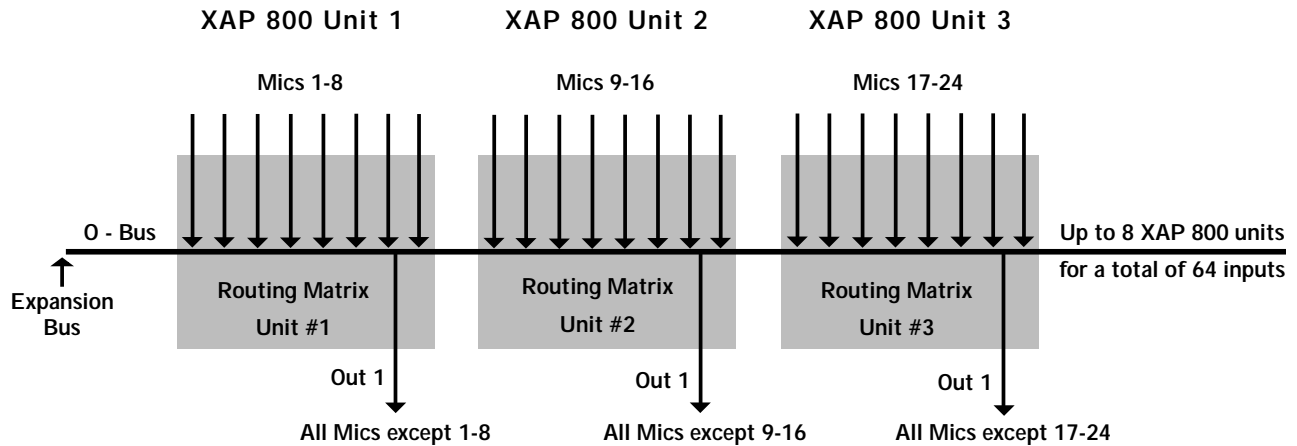 XAP 800 Unit 1
XAP 800 Unit 2
XAP 800 Unit 3
Mics 1-8
Mics 9-16
Mics 17-24
O - Bus
Up to 8 XAP 800 units
for a total of 64 inputs
Expansion
Bus
Routing Matrix
Unit #1
Routing Matrix
Unit #2
Routing Matrix
Unit #3
Out 1
Out 1
Out 1
All Mics except 1-8
All Mics except 9-16
All Mics except 17-24